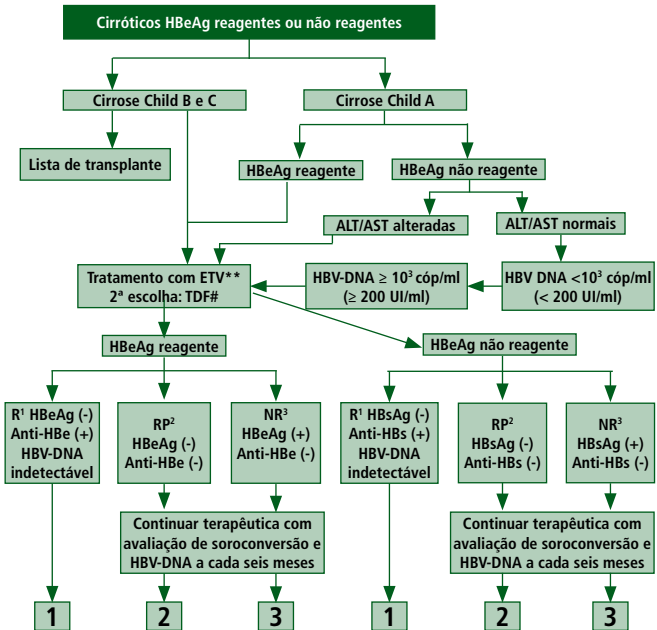 Cirróticos HBeAg reagentes ou não reagentes
Cirrose Child B e C
Cirrose Child A
Lista de transplante
HBeAg reagente
HBeAg não reagente
ALT/AST alteradas
ALT/AST normais
Tratamento com ETV**
2ª escolha: TDF#
HBV-DNA ≥ 10³ cóp/ml
(≥ 200 UI/ml)
HBV DNA <10³ cóp/ml
(< 200 UI/ml)
HBeAg reagente
HBeAg não reagente
R¹ HBeAg (-)
Anti-HBe (+)
HBV-DNA
indetectável
RP²
HBeAg (-)
Anti-HBe (-)
NR³
HBeAg (+)
Anti-HBe (-)
R¹ HBsAg (-)
Anti-HBs (+)
HBV-DNA
indetectável
RP²
HBsAg (-)
Anti-HBs (-)
NR³
HBsAg (+)
Anti-HBs (-)
Continuar terapêutica com
avaliação de soroconversão e
HBV-DNA a cada seis meses
Continuar terapêutica com
avaliação de soroconversão e
HBV-DNA a cada seis meses
1
2
3
1
2
3